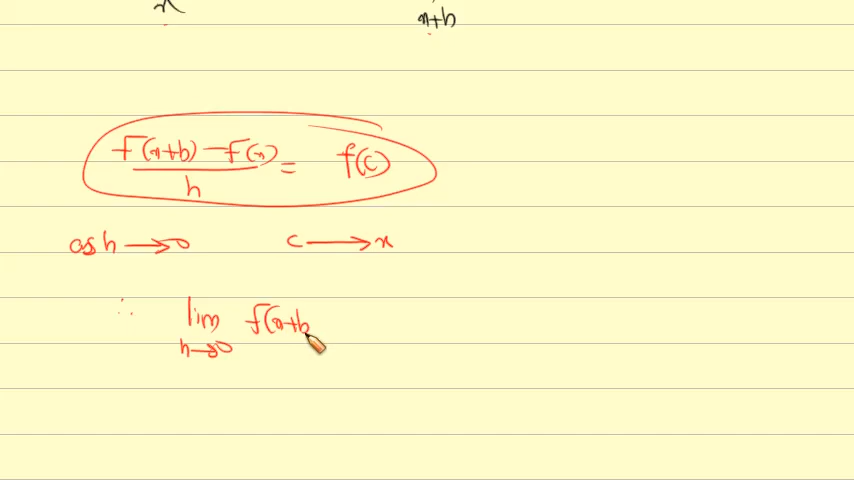 x x+h
F(x+h) – F(x) / h = f(c)
as h → 0 c → x
∴ lim h→0 F(x+h